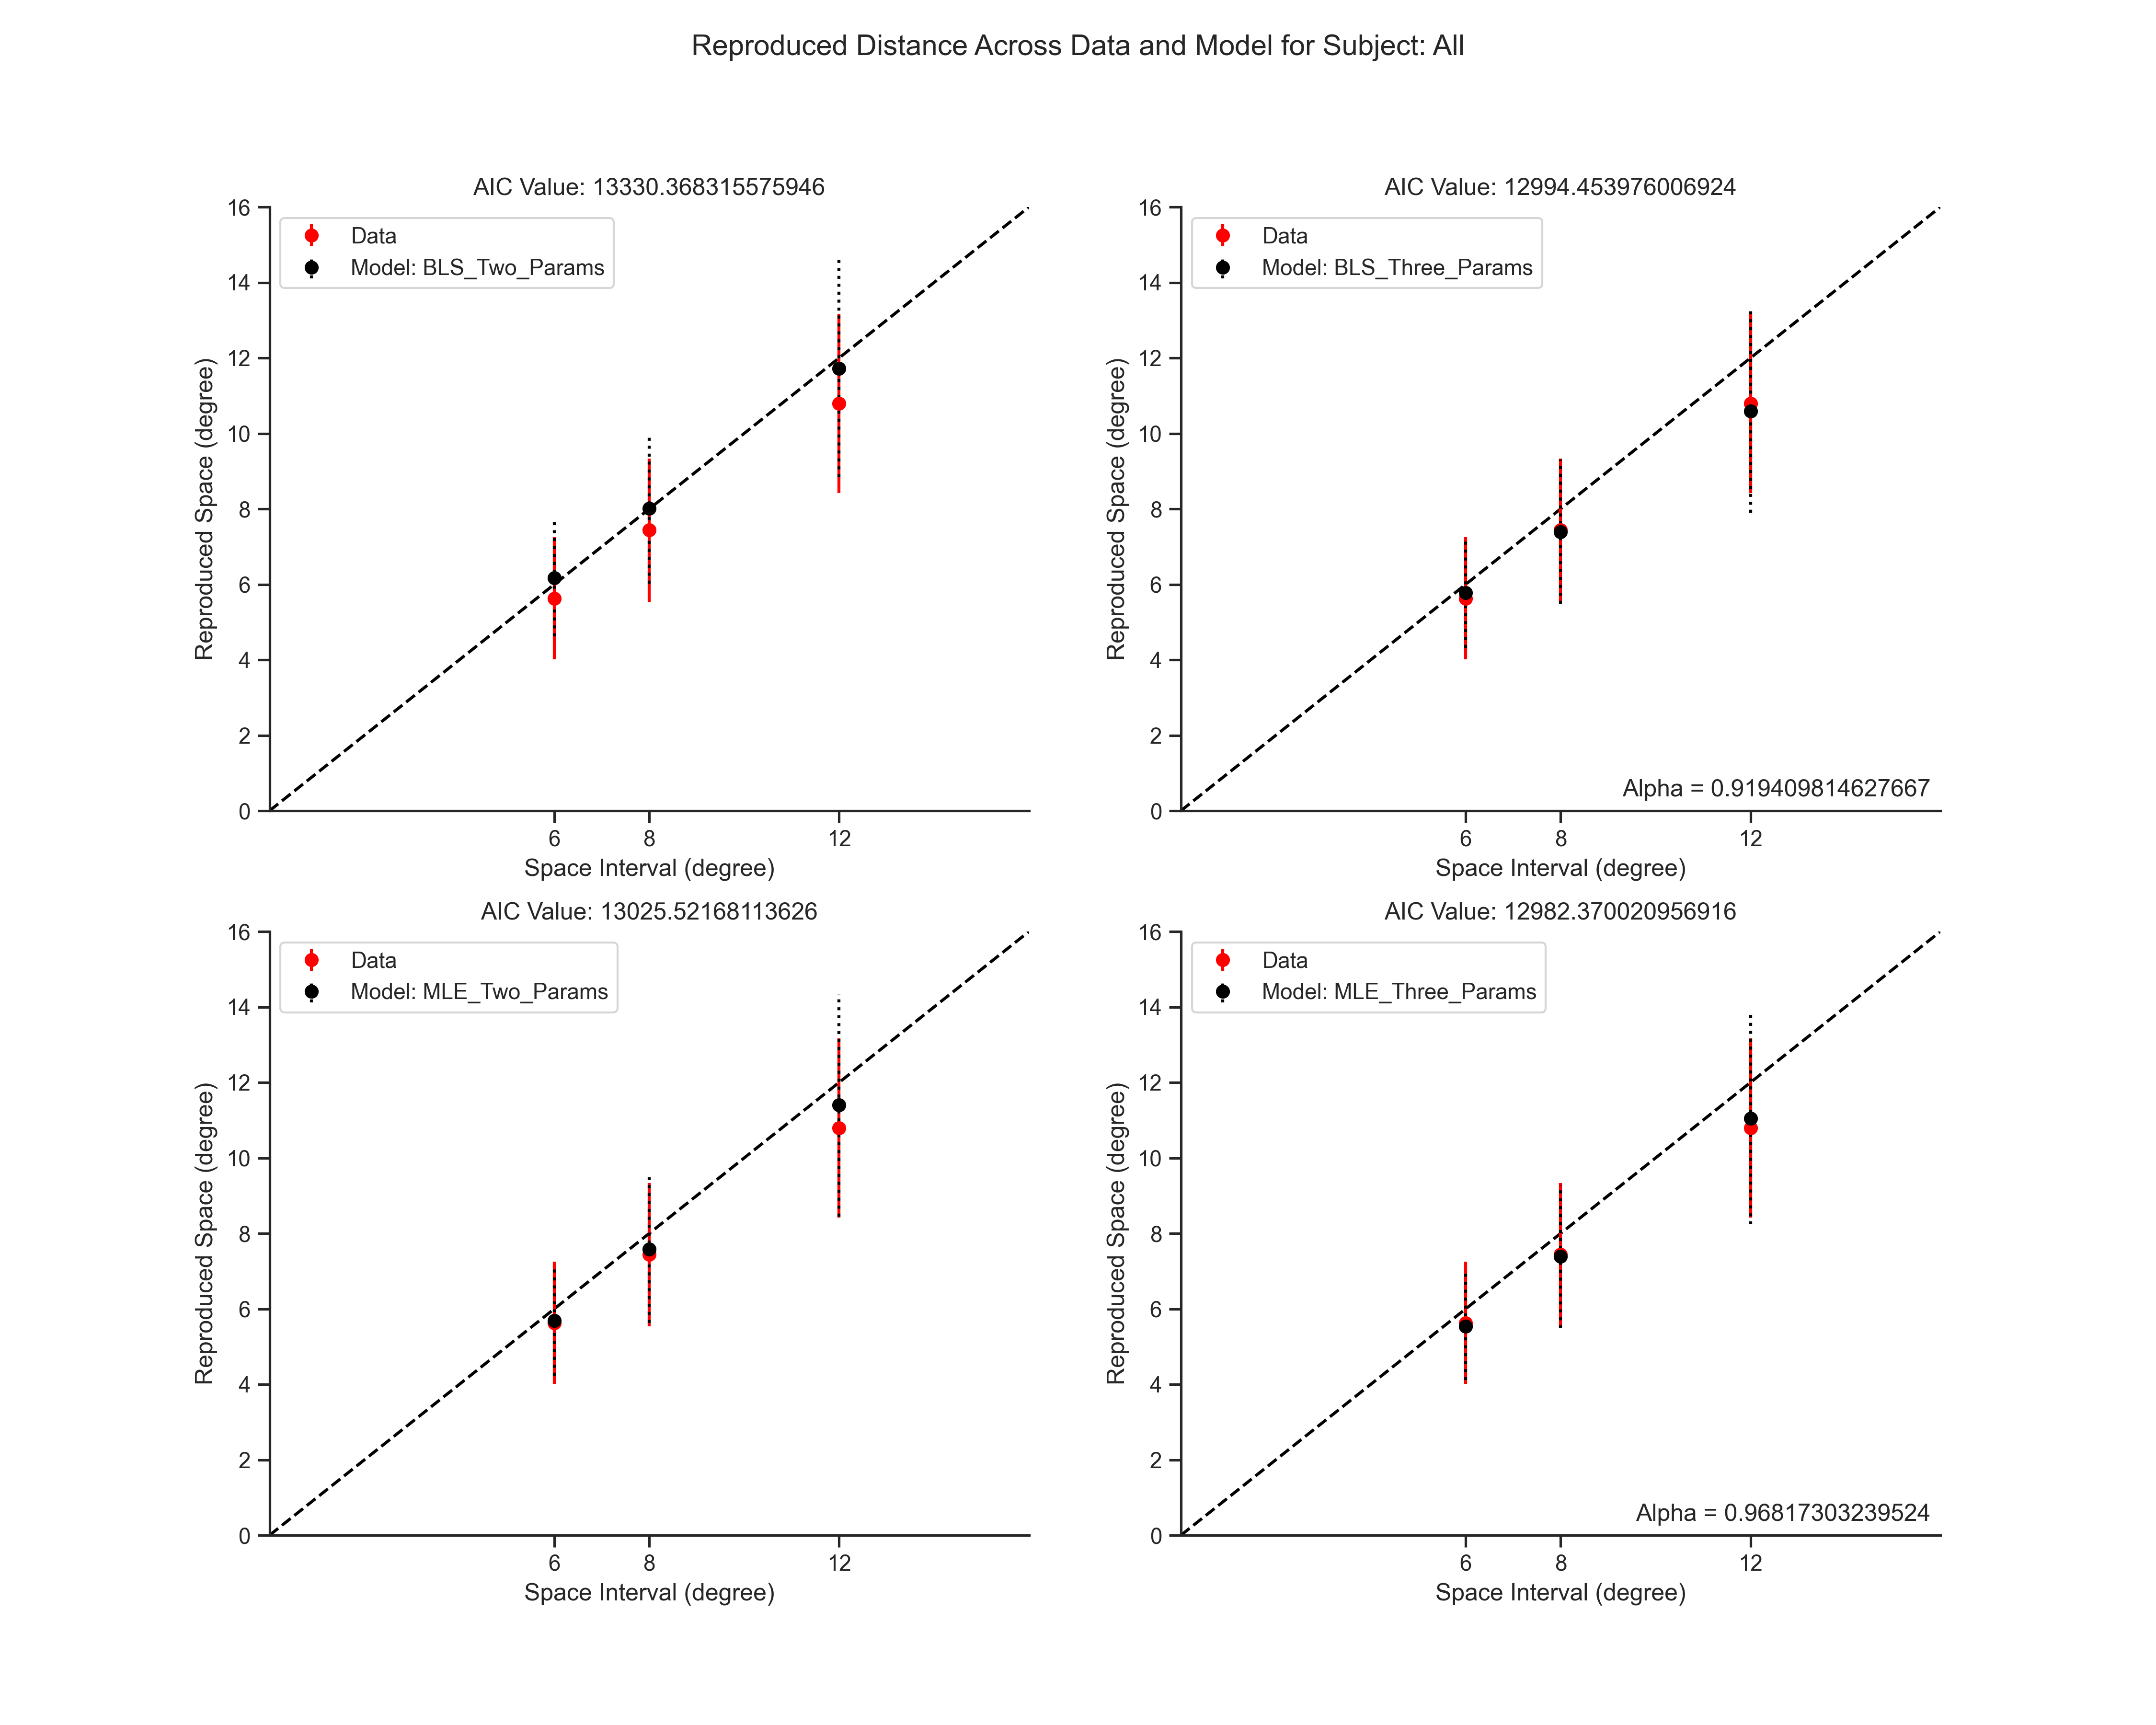 Reproduced Distance Across Data and Model for Subject: All
AIC Value: 13330.368315575946
16
14
12
10
8
6
4
2
0
Reproduced Space (degree)
Data
Model: BLS_Two_Params
6 8 12
Space Interval (degree)
AIC Value: 12994.453976006924
16
14
12
10
8
6
4
2
0
Reproduced Space (degree)
Data
Model: BLS_Three_Params
Alpha = 0.919409814627667
6 8 12
Space Interval (degree)
AIC Value: 13025.52168113626
16
14
12
10
8
6
4
2
0
Reproduced Space (degree)
Data
Model: MLE_Two_Params
6 8 12
Space Interval (degree)
AIC Value: 12982.370020956916
16
14
12
10
8
6
4
2
0
Reproduced Space (degree)
Data
Model: MLE_Three_Params
Alpha = 0.96817303239524
6 8 12
Space Interval (degree)